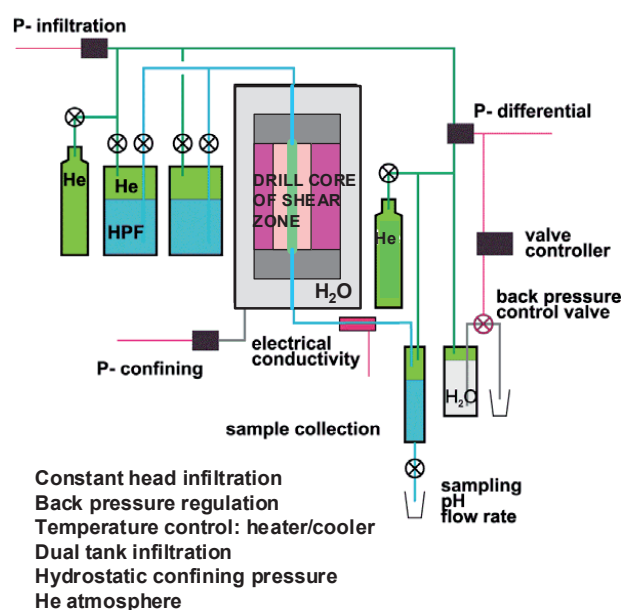 P- infiltration
P- differential
He
He
HPF
DRILL CORE
OF SHEAR
ZONE
He
H₂O
valve
controller
back pressure
control valve
electrical
conductivity
P- confining
H₂O
sample collection
sampling
pH
flow rate
Constant head infiltration
Back pressure regulation
Temperature control: heater/cooler
Dual tank infiltration
Hydrostatic confining pressure
He atmosphere